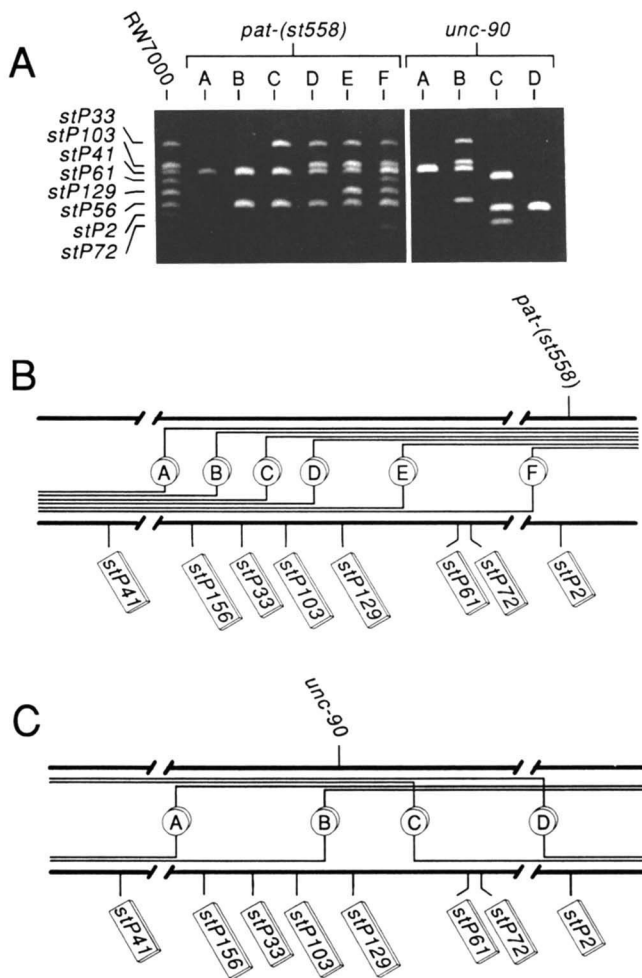 A
RW7000
pat-(st558)
unc-90
A B C D E F
A B C D
stP33
stP103
stP41
stP61
stP129
stP56
stP2
stP72
B
pat-(st558)
A B C D E F
stP41
stP156
stP33
stP103
stP129
stP61
stP72
stP2
C
unc-90
A B C D
stP41
stP156
stP33
stP103
stP129
stP61
stP72
stP2